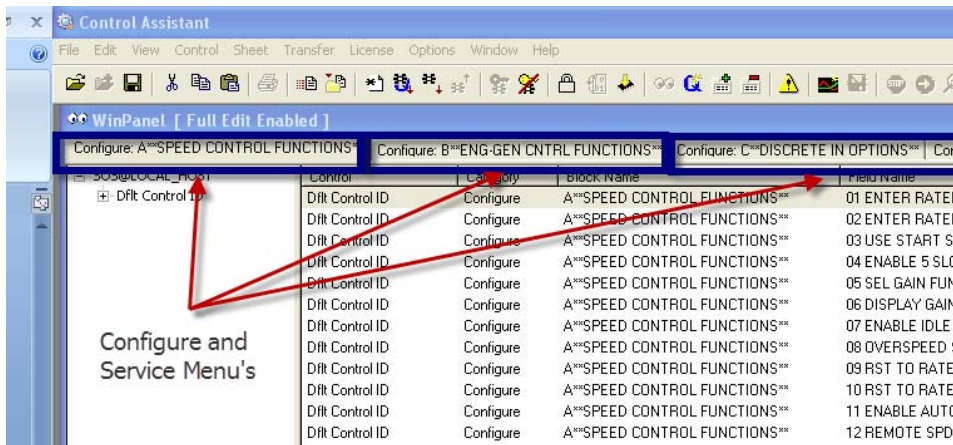 Control Assistant
File Edit View Control Sheet Transfer License Options Window Help
WinPanel [ Full Edit Enabled ]
Configure: A**SPEED CONTROL FUNCTIONS* Configure: B**ENG-GEN CNTRL FUNCTIONS** Configure: C**DISCRETE IN OPTIONS**
SOS@LOCAL_HOST Control Category Block Name Field Name
Dflt Control ID
Dflt Control ID Configure A**SPEED CONTROL FUNCTIONS** 01 ENTER RATE
Dflt Control ID Configure A**SPEED CONTROL FUNCTIONS** 02 ENTER RATE
Dflt Control ID Configure A**SPEED CONTROL FUNCTIONS** 03 USE START S
Dflt Control ID Configure A**SPEED CONTROL FUNCTIONS** 04 ENABLE 5 SLO
Dflt Control ID Configure A**SPEED CONTROL FUNCTIONS** 05 SEL GAIN FUN
Dflt Control ID Configure A**SPEED CONTROL FUNCTIONS** 06 DISPLAY GAIN
Dflt Control ID Configure A**SPEED CONTROL FUNCTIONS** 07 ENABLE IDLE
Dflt Control ID Configure A**SPEED CONTROL FUNCTIONS** 08 OVERSPEED
Dflt Control ID Configure A**SPEED CONTROL FUNCTIONS** 09 RST TO RATE
Dflt Control ID Configure A**SPEED CONTROL FUNCTIONS** 10 RST TO RATE
Dflt Control ID Configure A**SPEED CONTROL FUNCTIONS** 11 ENABLE AUTO
Dflt Control ID Configure A**SPEED CONTROL FUNCTIONS** 12 REMOTE SPD
Configure and
Service Menu's